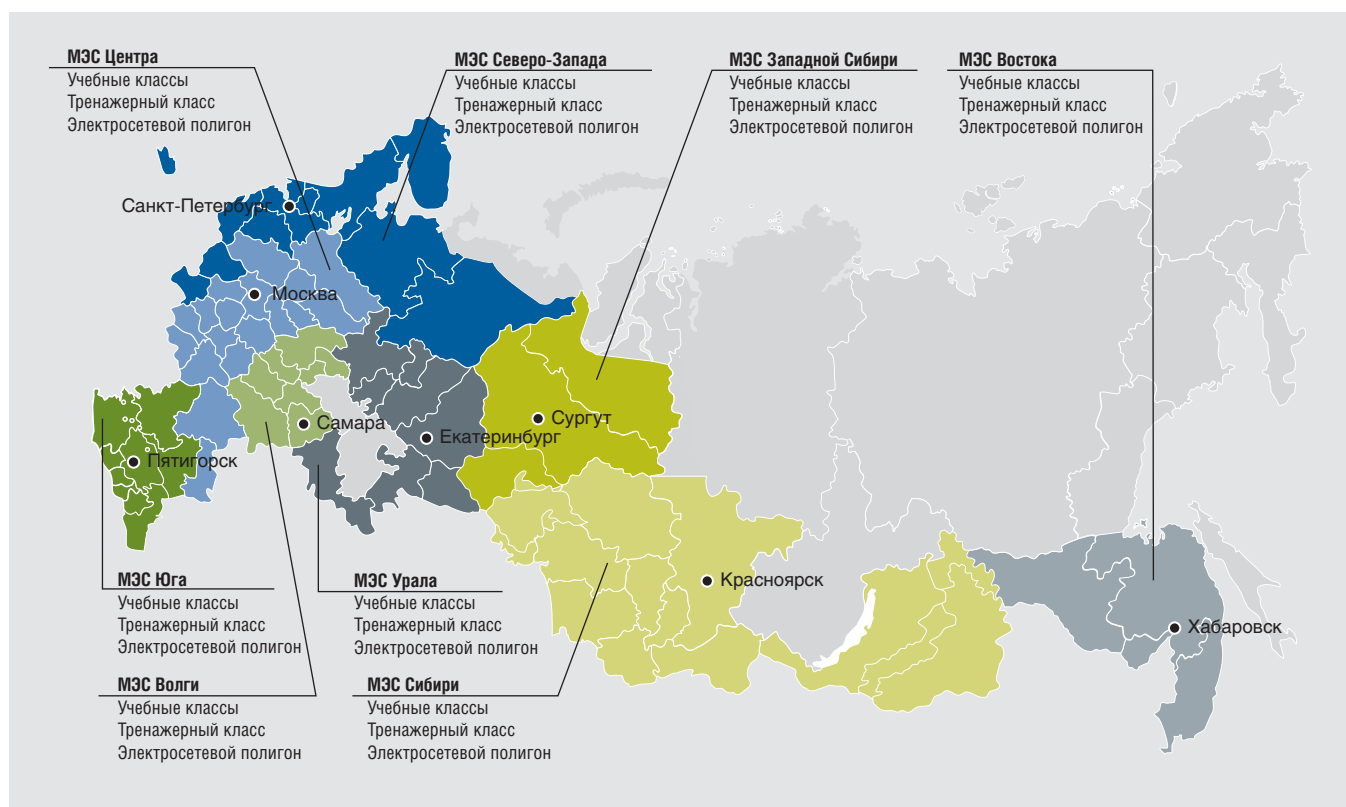 МЭС Центра
Учебные классы
Тренажерный класс
Электросетевой полигон
МЭС Северо-Запада
Учебные классы
Тренажерный класс
Электросетевой полигон
МЭС Западной Сибири
Учебные классы
Тренажерный класс
Электросетевой полигон
МЭС Востока
Учебные классы
Тренажерный класс
Электросетевой полигон
Санкт-Петербург
Москва
Самара
Сургут
Екатеринбург
Пятигорск
Красноярск
Хабаровск
МЭС Юга
Учебные классы
Тренажерный класс
Электросетевой полигон
МЭС Урала
Учебные классы
Тренажерный класс
Электросетевой полигон
МЭС Волги
Учебные классы
Тренажерный класс
Электросетевой полигон
МЭС Сибири
Учебные классы
Тренажерный класс
Электросетевой полигон